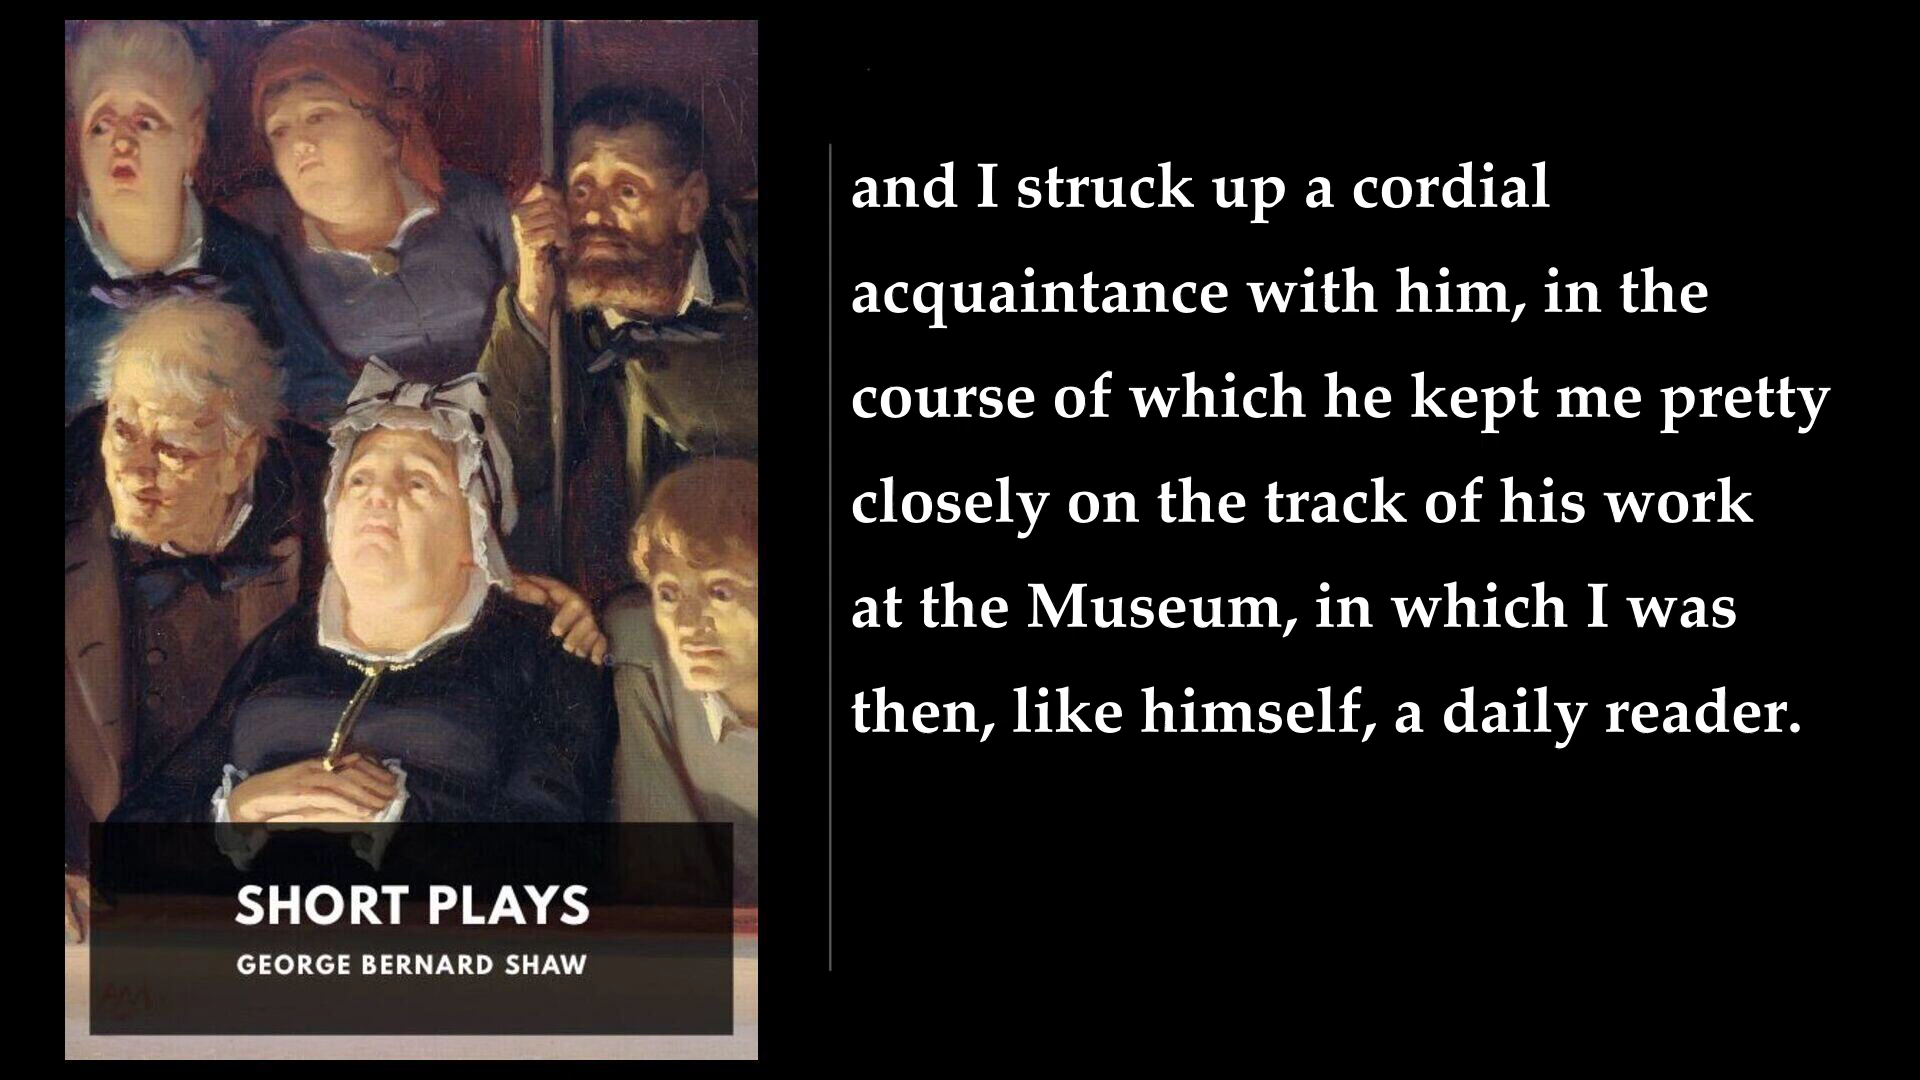 and I struck up a cordial
acquaintance with him, in the
course of which he kept me pretty
closely on the track of his work
at the Museum, in which I was
then, like himself, a daily reader.
SHORT PLAYS
GEORGE BERNARD SHAW